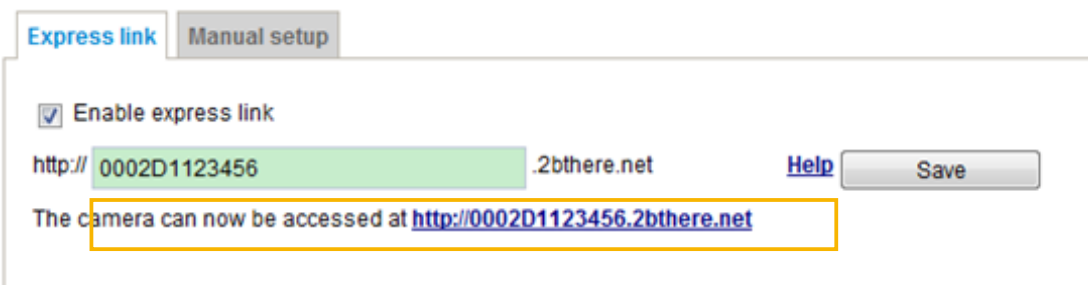 Express link Manual setup
Enable express link
http:// 0002D1123456 .2bthere.net Help Save
The camera can now be accessed at http://0002D1123456.2bthere.net